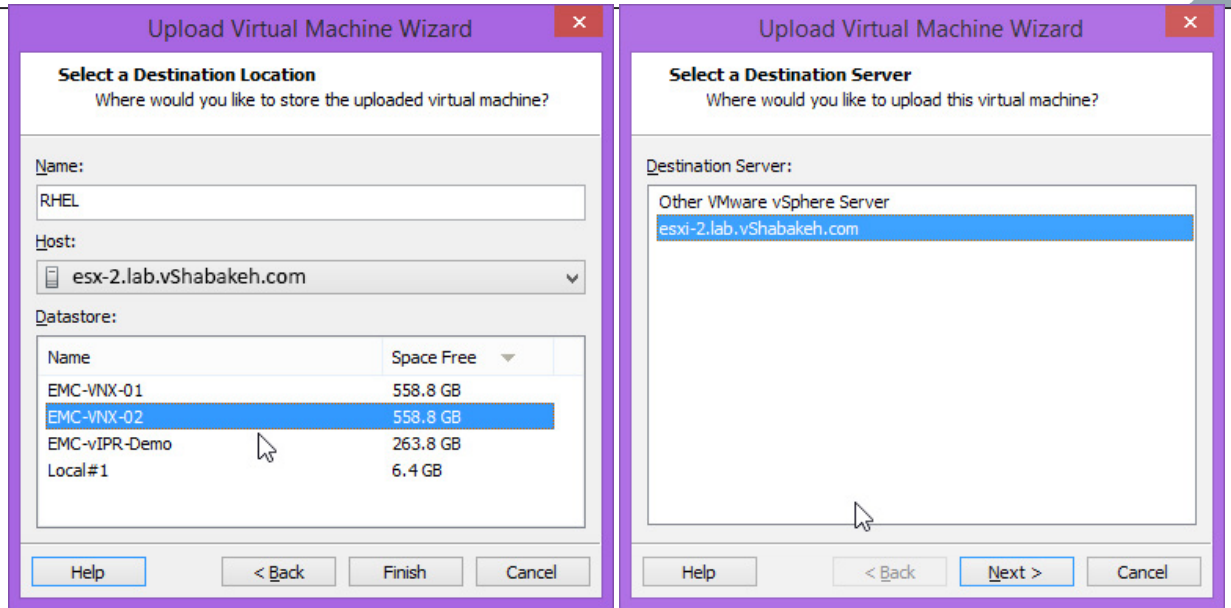 Upload Virtual Machine Wizard
Select a Destination Location
Where would you like to store the uploaded virtual machine?
Name:
RHEL
Host:
esx-2.lab.vShabakeh.com
Datastore:
Name Space Free
EMC-VNX-01 558.8 GB
EMC-VNX-02 558.8 GB
EMC-vIPR-Demo 263.8 GB
Local#1 6.4 GB
Help < Back Finish Cancel
Upload Virtual Machine Wizard
Select a Destination Server
Where would you like to upload this virtual machine?
Destination Server:
Other VMware vSphere Server
esxi-2.lab.vShabakeh.com
Help < Back Next > Cancel